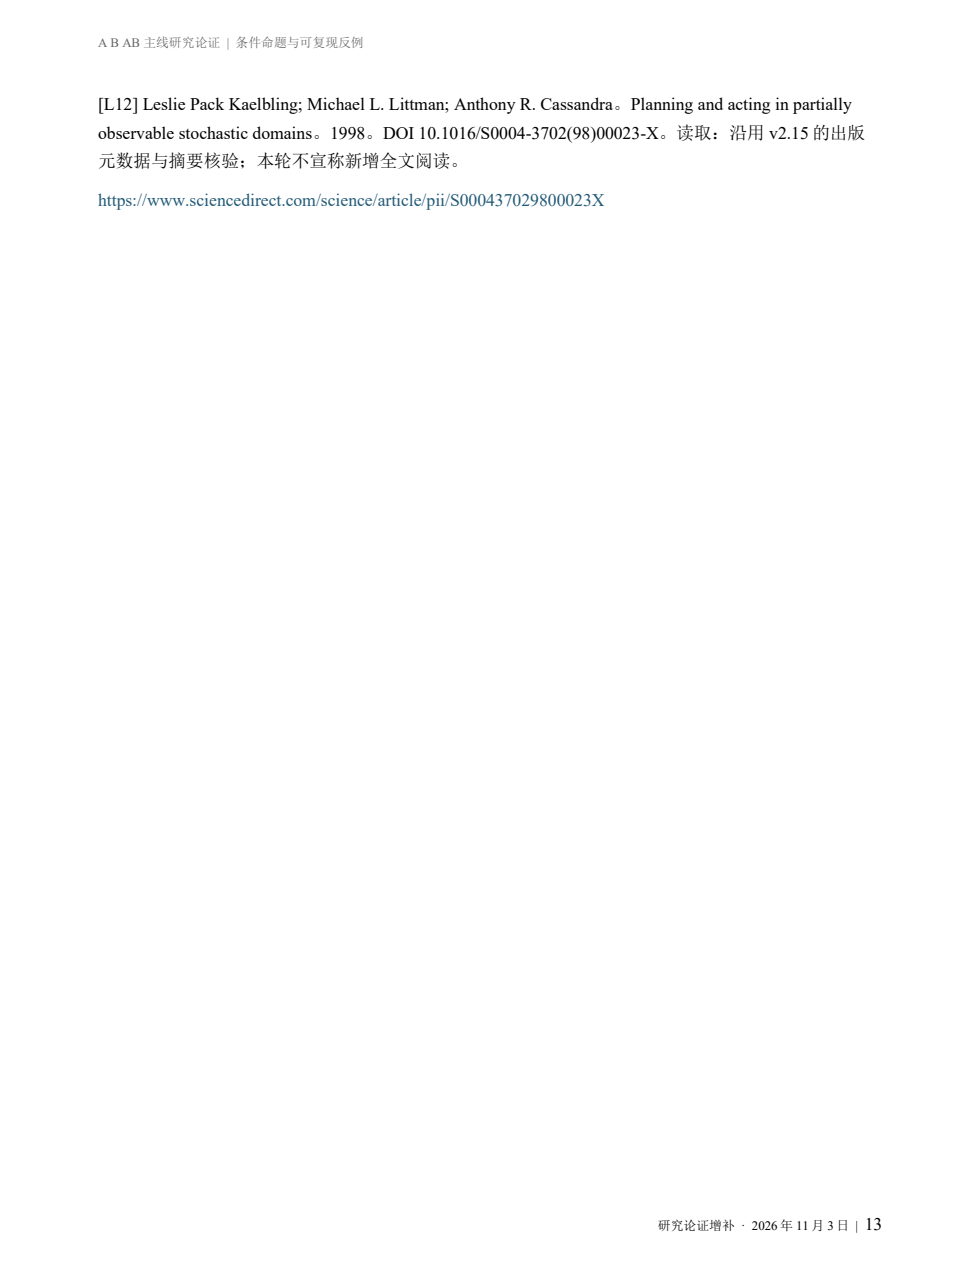 A B AB 主线研究论证 | 条件命题与可复现反例
[L12] Leslie Pack Kaelbling; Michael L. Littman; Anthony R. Cassandra。Planning and acting in partially
observable stochastic domains。1998。DOI 10.1016/S0004-3702(98)00023-X。读取：沿用 v2.15 的出版
元数据与摘要核验；本轮不宣称新增全文阅读。
https://www.sciencedirect.com/science/article/pii/S000437029800023X
研究论证增补 · 2026 年 11 月 3 日 | 13